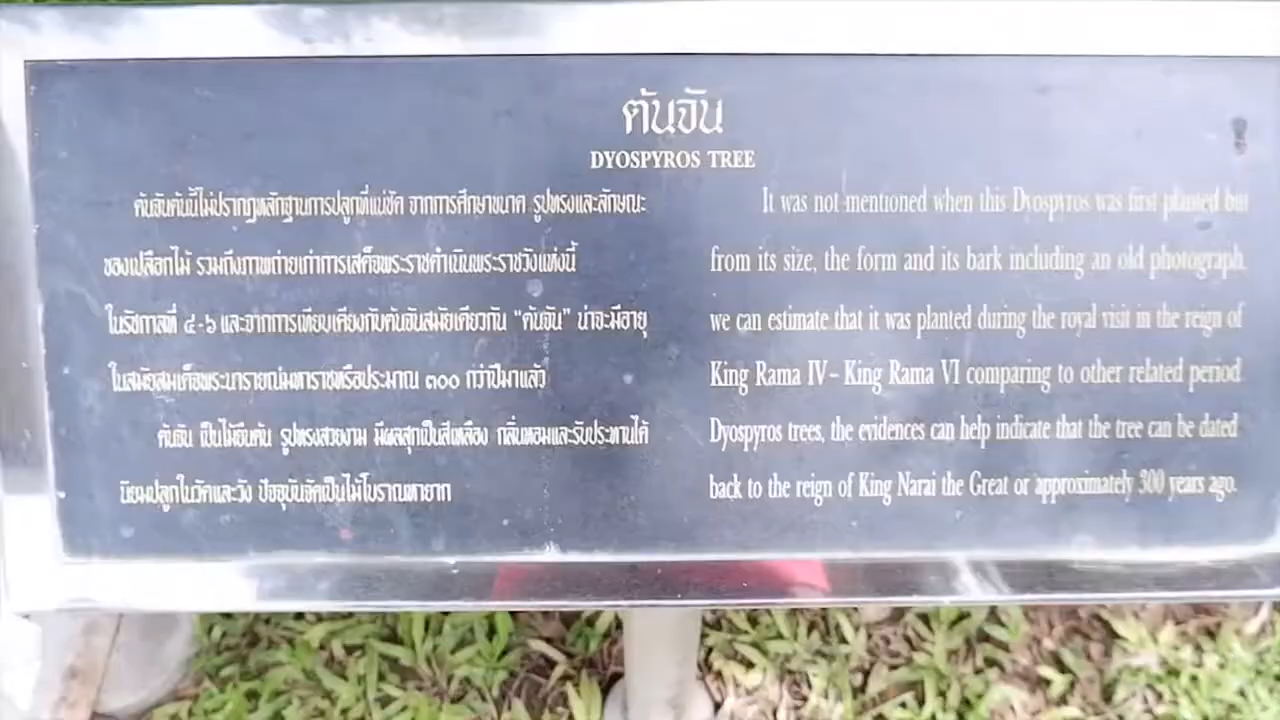 ต้นจัน
DYOSPYROS TREE
ต้นจันต้นนี้ไม่ปรากฏหลักฐานการปลูกที่แน่ชัด จากการศึกษาขนาด รูปทรงและลักษณะ
ของเปลือกไม้ รวมถึงภาพถ่ายเก่าการเสด็จพระราชดำเนินพระราชวังแห่งนี้
ในรัชกาลที่ ๔-๖ และจากการเทียบเคียงกับต้นจันสมัยเดียวกัน “ต้นจัน” น่าจะมีอายุ
ในสมัยสมเด็จพระนารายณ์มหาราชหรือประมาณ ๓๐๐ กว่าปีมาแล้ว
ต้นจัน เป็นไม้ยืนต้น รูปทรงสวยงาม มีผลสุกเป็นสีเหลือง กลิ่นหอมและรับประทานได้
นิยมปลูกในวัดและวัง ปัจจุบันจัดเป็นไม้โบราณหายาก
It was not mentioned when this Dyospyros was first planted but
from its size, the form and its bark including an old photograph,
we can estimate that it was planted during the royal visit in the reign of
King Rama IV - King Rama VI comparing to other related period
Dyospyros trees, the evidences can help indicate that the tree can be dated
back to the reign of King Narai the Great or approximately 300 years ago.